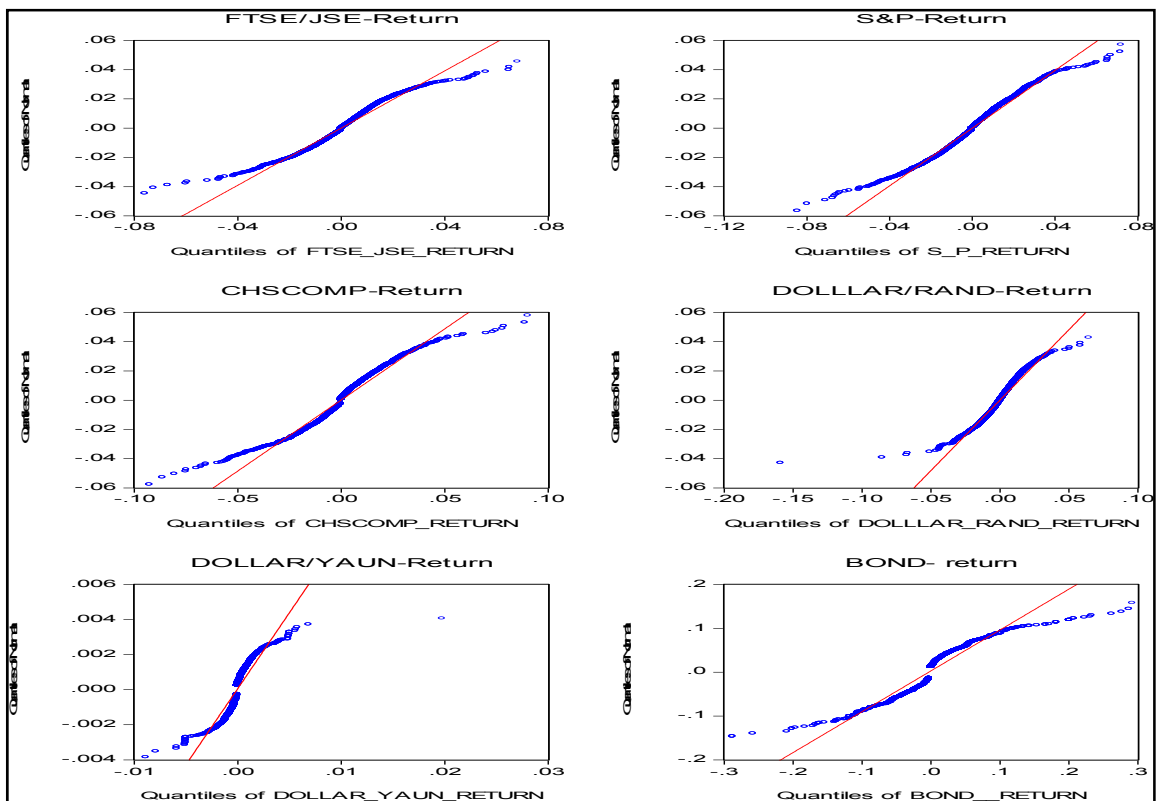 FTSE/JSE-Return
.06
.04
.02
.00
-.02
-.04
-.06
-.08 -.04 .00 .04 .08
Quantiles of FTSE_JSE_RETURN
S&P-Return
.06
.04
.02
.00
-.02
-.04
-.06
-.12 -.08 -.04 .00 .04 .08
Quantiles of S_P_RETURN
CHSCOMP-Return
.06
.04
.02
.00
-.02
-.04
-.06
-.10 -.05 .00 .05 .10
Quantiles of CHSCOMP_RETURN
DOLLLAR/RAND-Return
.06
.04
.02
.00
-.02
-.04
-.06
-.20 -.15 -.10 -.05 .00 .05 .10
Quantiles of DOLLLAR_RAND_RETURN
DOLLAR/YAUN-Return
.006
.004
.002
.000
-.002
-.004
-.01 .00 .01 .02 .03
Quantiles of DOLLAR_YAUN_RETURN
BOND- return
.2
.1
.0
-.1
-.2
-.3 -.2 -.1 .0 .1 .2 .3
Quantiles of BOND__RETURN